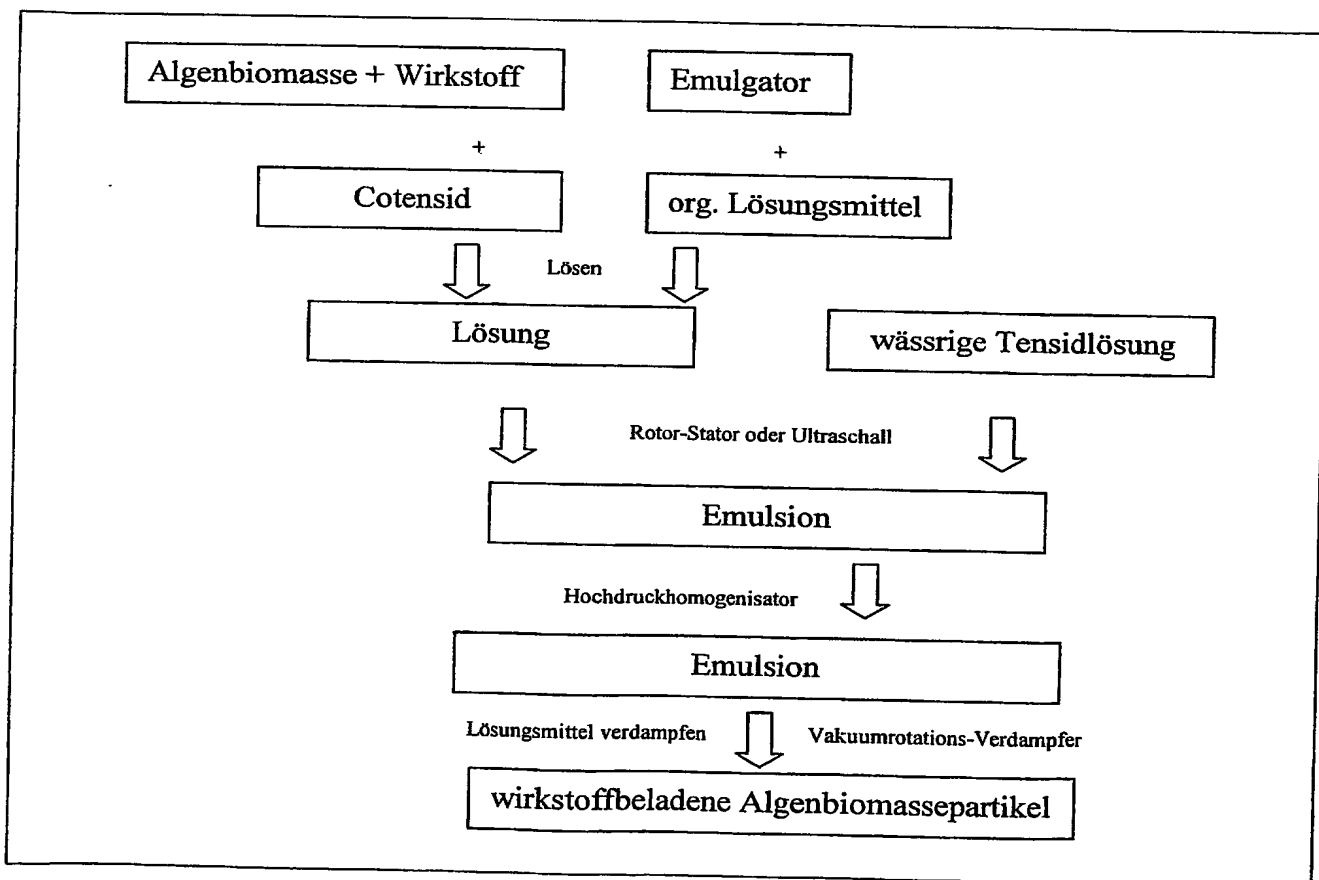 Algenbiomasse + Wirkstoff
Emulgator
+
+
Cotensid
org. Lösungsmittel
Lösen
Lösung
wässrige Tensidlösung
Rotor-Stator oder Ultraschall
Emulsion
Hochdruckhomogenisator
Emulsion
Lösungsmittel verdampfen
Vakuumrotations-Verdampfer
wirkstoffbeladene Algenbiomassepartikel